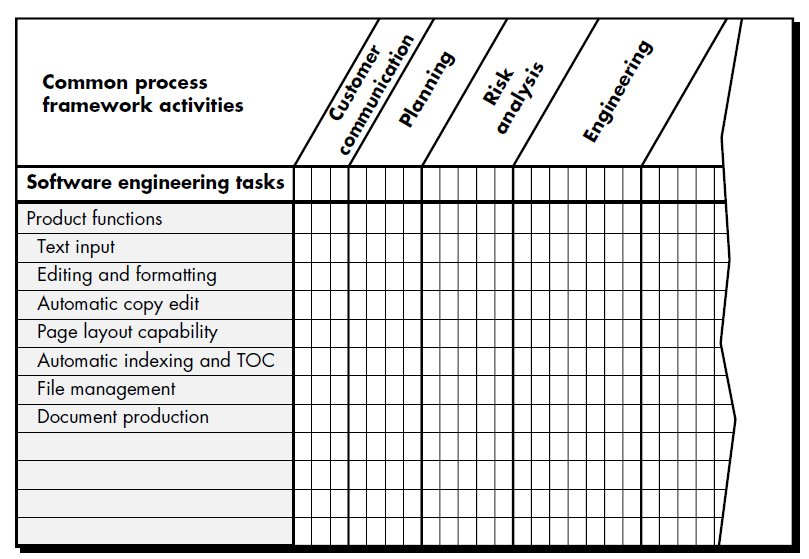 Common process
framework activities
Customer
communication
Planning
Risk
analysis
Engineering
Software engineering tasks
Product functions
Text input
Editing and formatting
Automatic copy edit
Page layout capability
Automatic indexing and TOC
File management
Document production